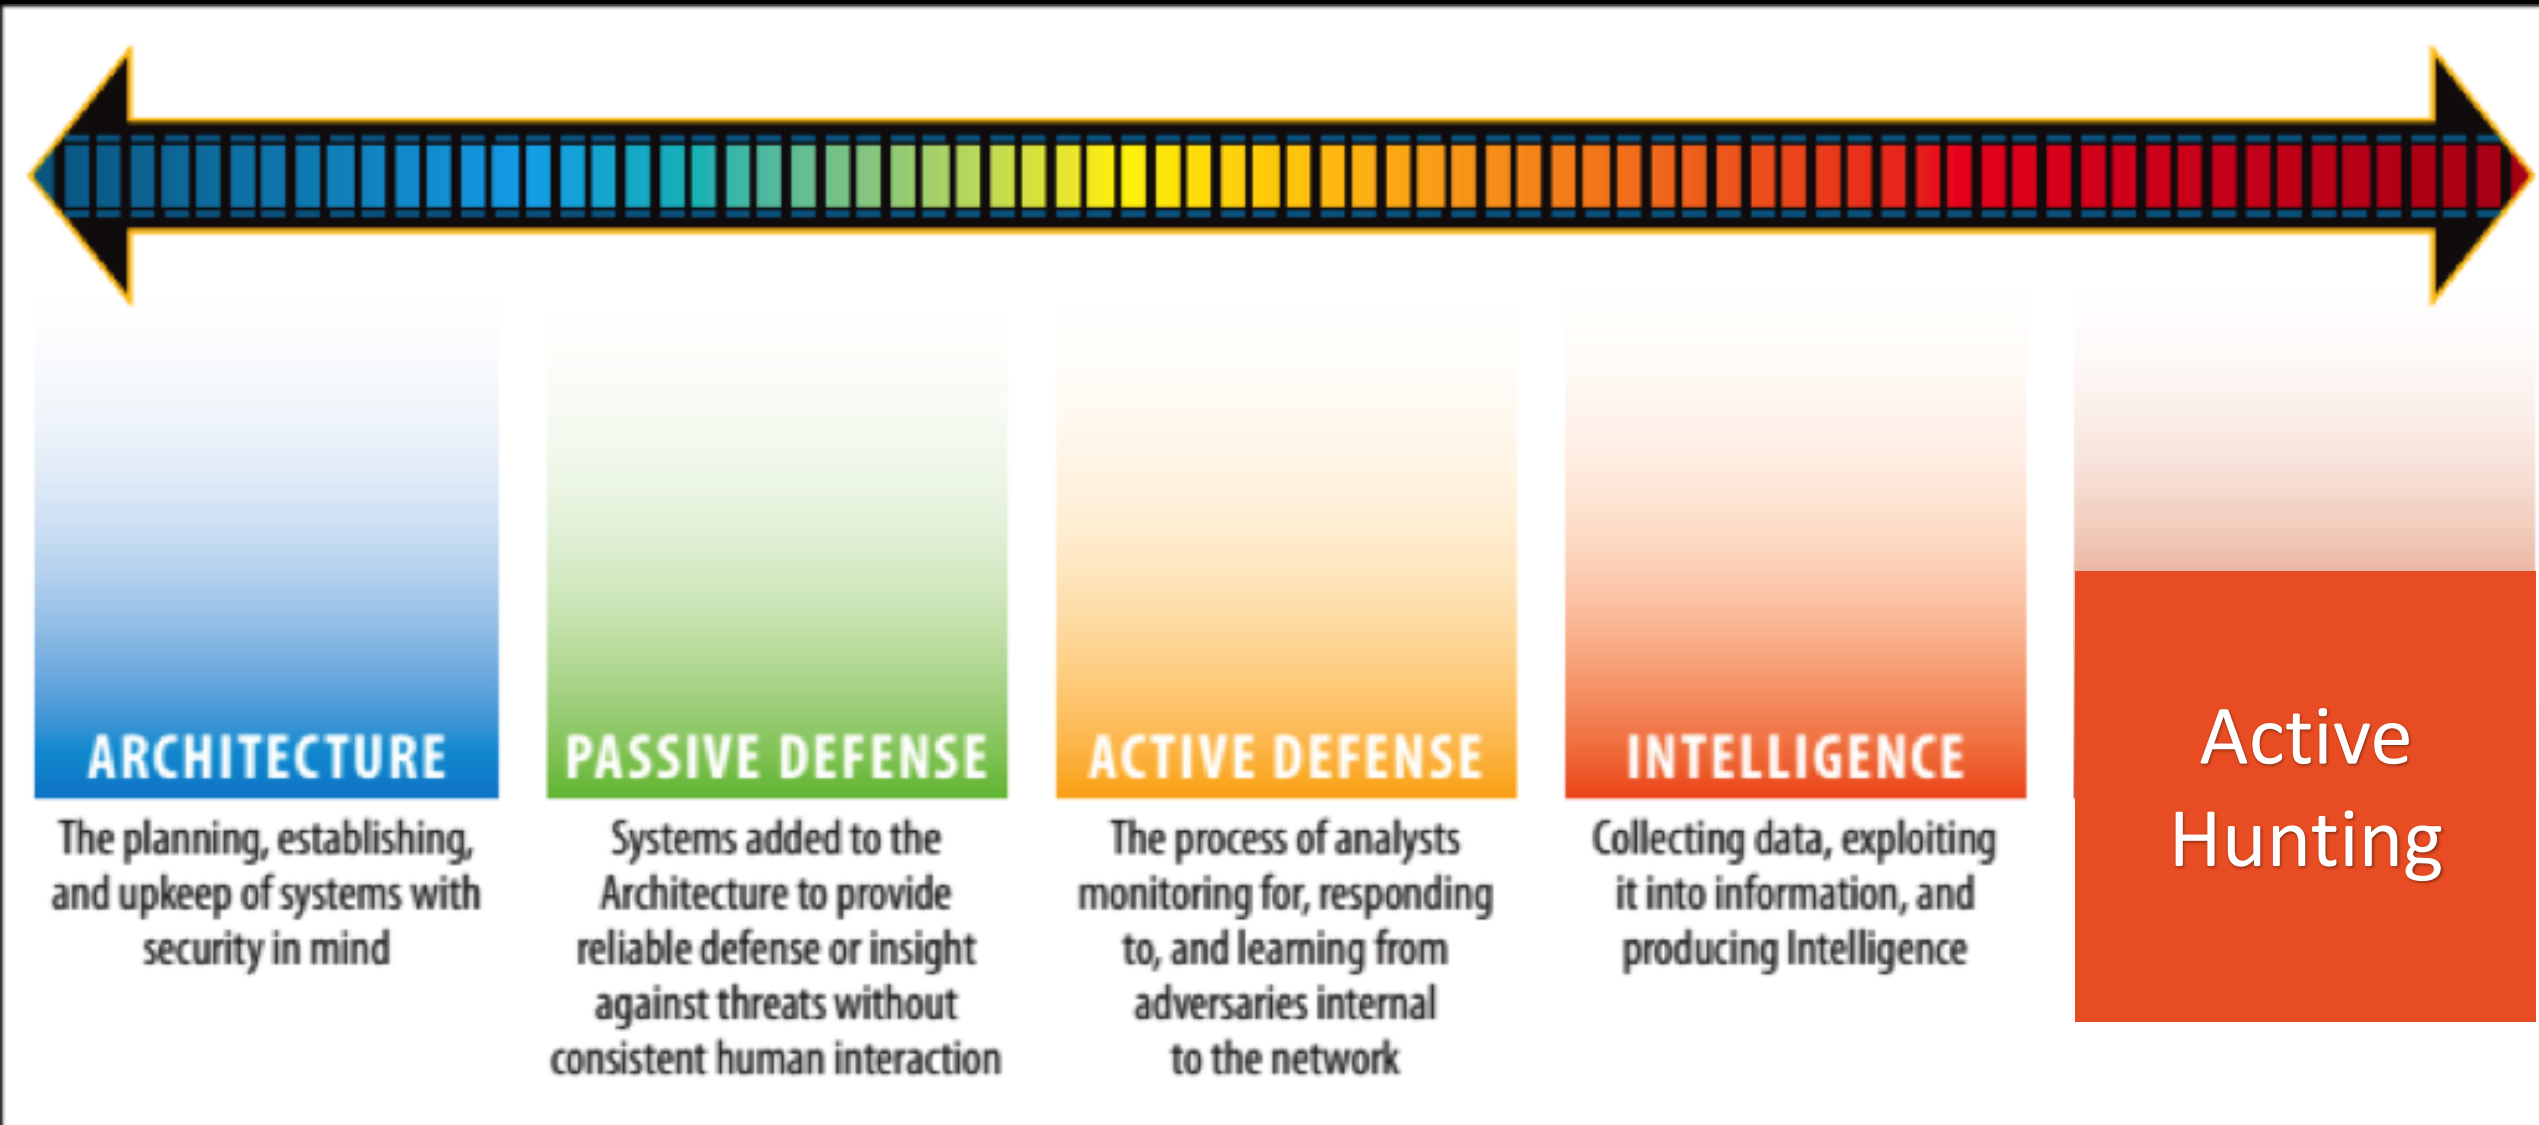 ARCHITECTURE
The planning, establishing,
and upkeep of systems with
security in mind
PASSIVE DEFENSE
Systems added to the
Architecture to provide
reliable defense or insight
against threats without
consistent human interaction
ACTIVE DEFENSE
The process of analysts
monitoring for, responding
to, and learning from
adversaries internal
to the network
INTELLIGENCE
Collecting data, exploiting
it into information, and
producing Intelligence
Active
Hunting